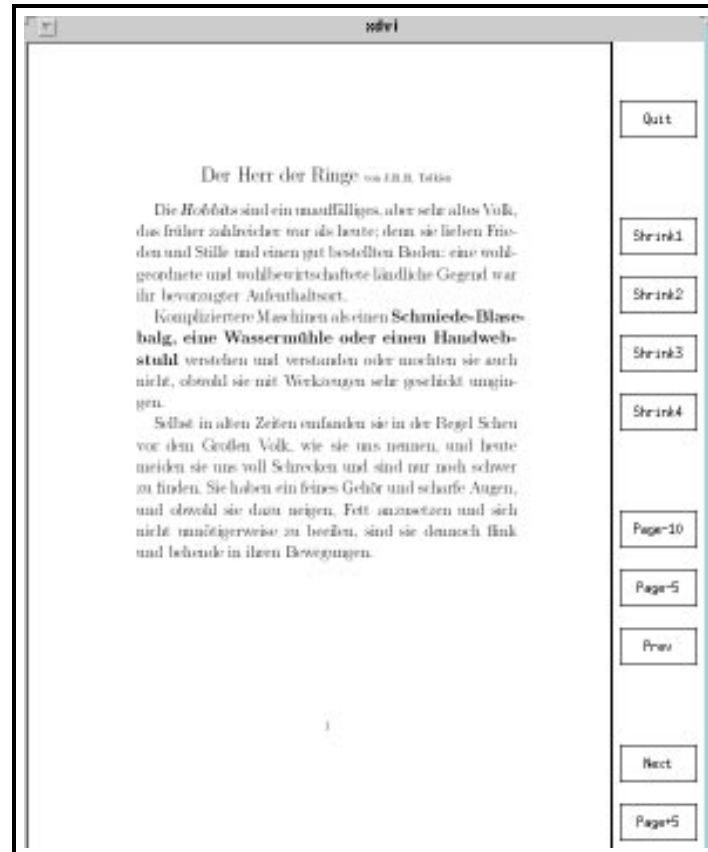 xdvi
Der Herr der Ringe von J.R.R. Tolkien
Die Hobbits sind ein unauffälliges, aber sehr altes Volk,
das früher zahlreicher war als heute; denn sie lieben Frie-
den und Stille und einen gut bestellten Boden: eine wohl-
geordnete und wohlbewirtschaftete ländliche Gegend war
ihr bevorzugter Aufenthaltsort.
Kompliziertere Maschinen als einen Schmiede-Blase-
balg, eine Wassermühle oder einen Handweb-
stuhl verstehen und verstanden oder mochten sie auch
nicht, obwohl sie mit Werkzeugen sehr geschickt umgin-
gen.
Selbst in alten Zeiten emfanden sie in der Regel Scheu
vor dem Großen Volk, wie sie uns nennen, und heute
meiden sie uns voll Schrecken und sind nur noch schwer
zu finden. Sie haben ein feines Gehör und scharfe Augen,
und obwohl sie dazu neigen, Fett anzusetzen und sich
nicht unnötigerweise zu beeilen, sind sie dennoch flink
und behende in ihren Bewegungen.
1
Quit
Shrink1
Shrink2
Shrink3
Shrink4
Page-10
Page-5
Prev
Next
Page+5